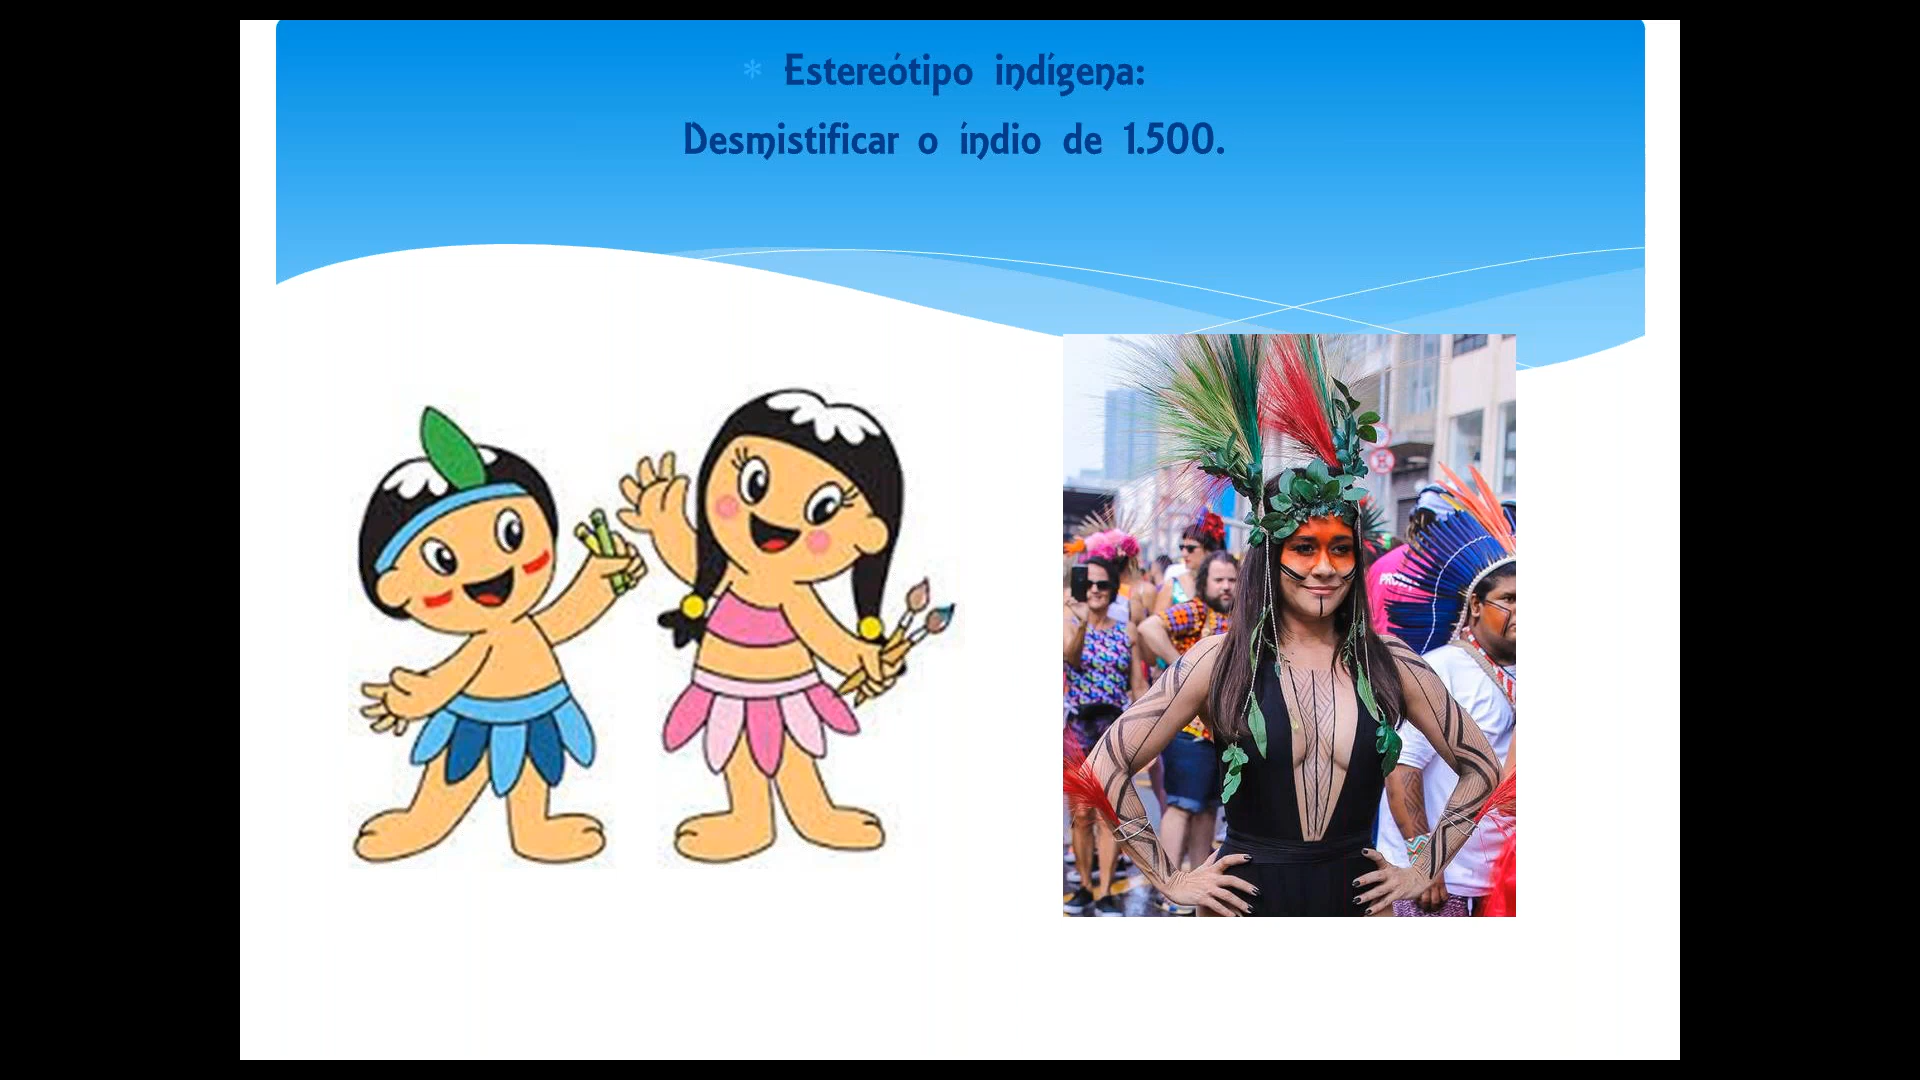 * Estereótipo indígena:
Desmistificar o índio de 1.500.